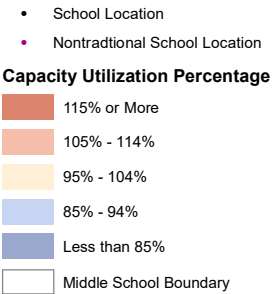 School Location
Nontradtional School Location
Capacity Utilization Percentage
115% or More
105% - 114%
95% - 104%
85% - 94%
Less than 85%
Middle School Boundary